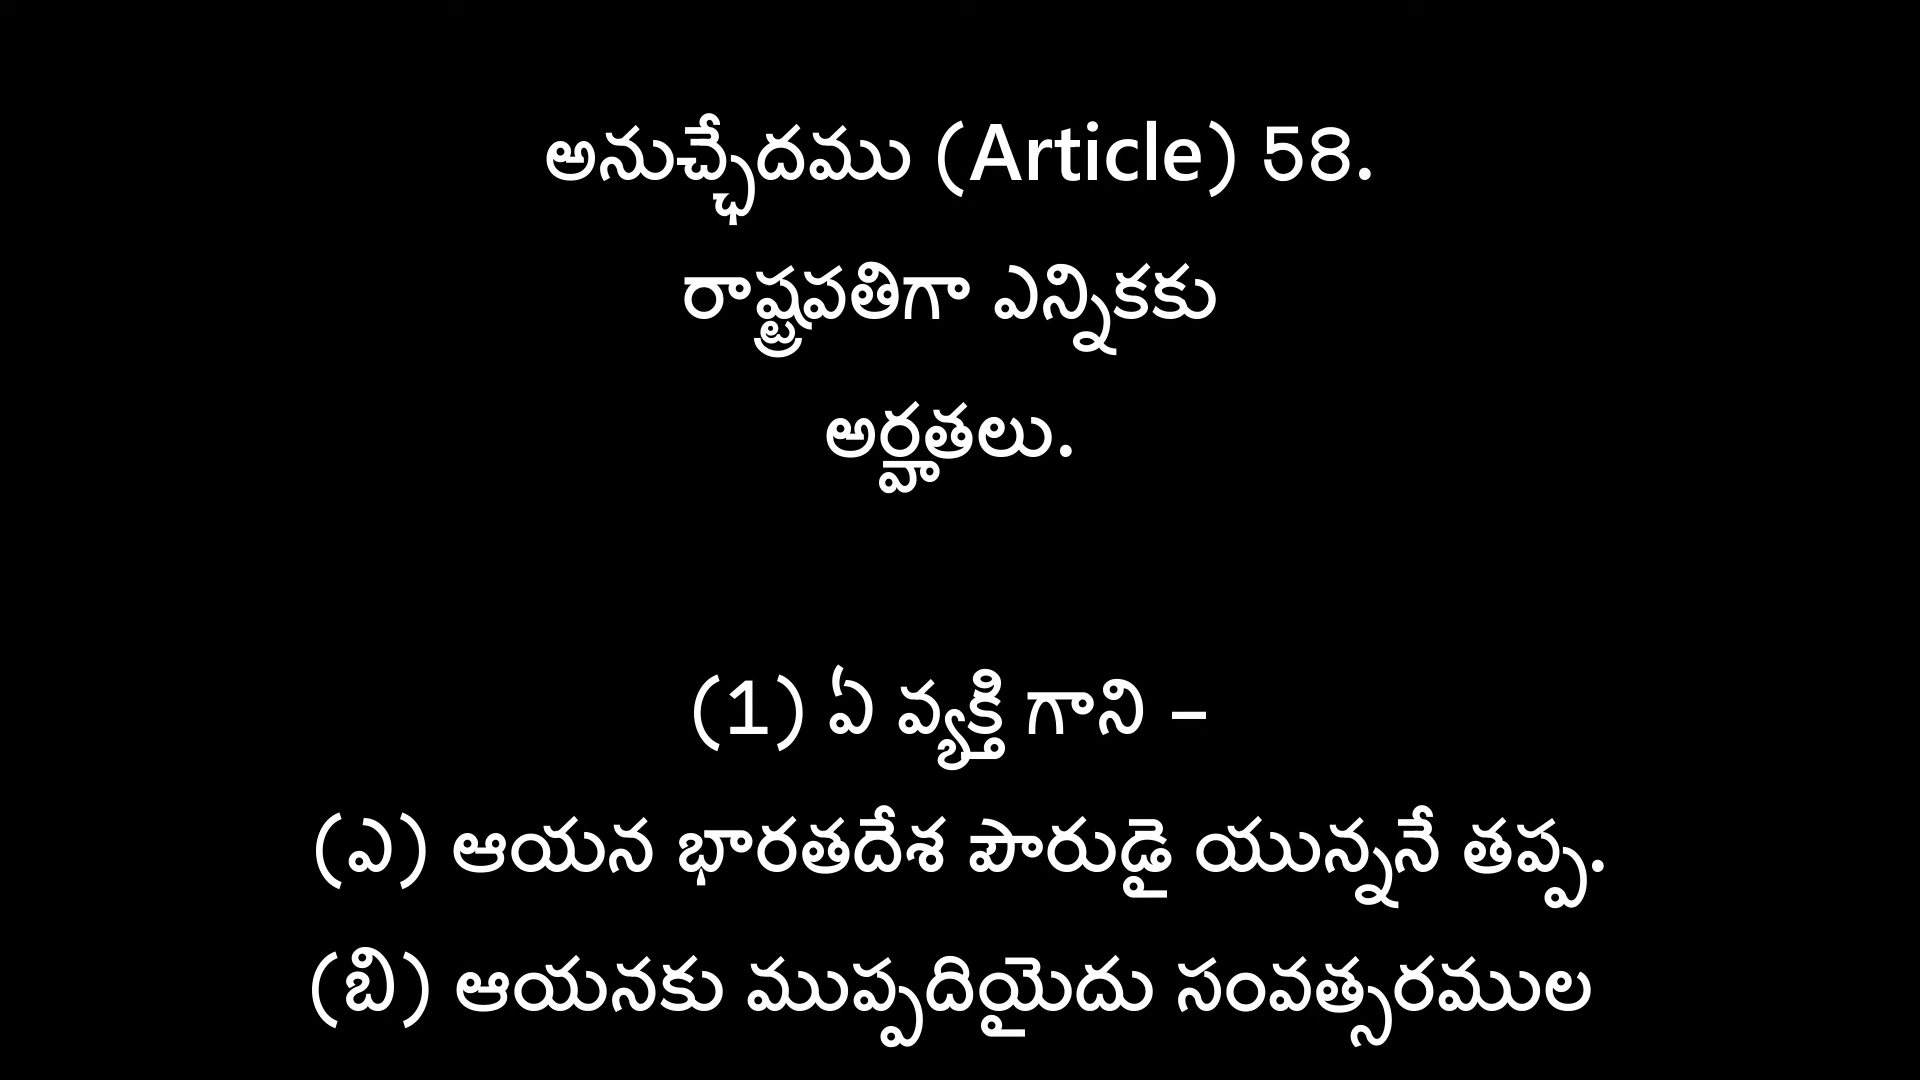 అనుచ్ఛేదము (Article) 58.
రాష్ట్రపతిగా ఎన్నికకు
అర్హతలు.
(1) ఏ వ్యక్తి గాని –
(ఎ) ఆయన భారతదేశ పౌరుడై యున్ననే తప్ప.
(బి) ఆయనకు ముప్పదియైదు సంవత్సరముల